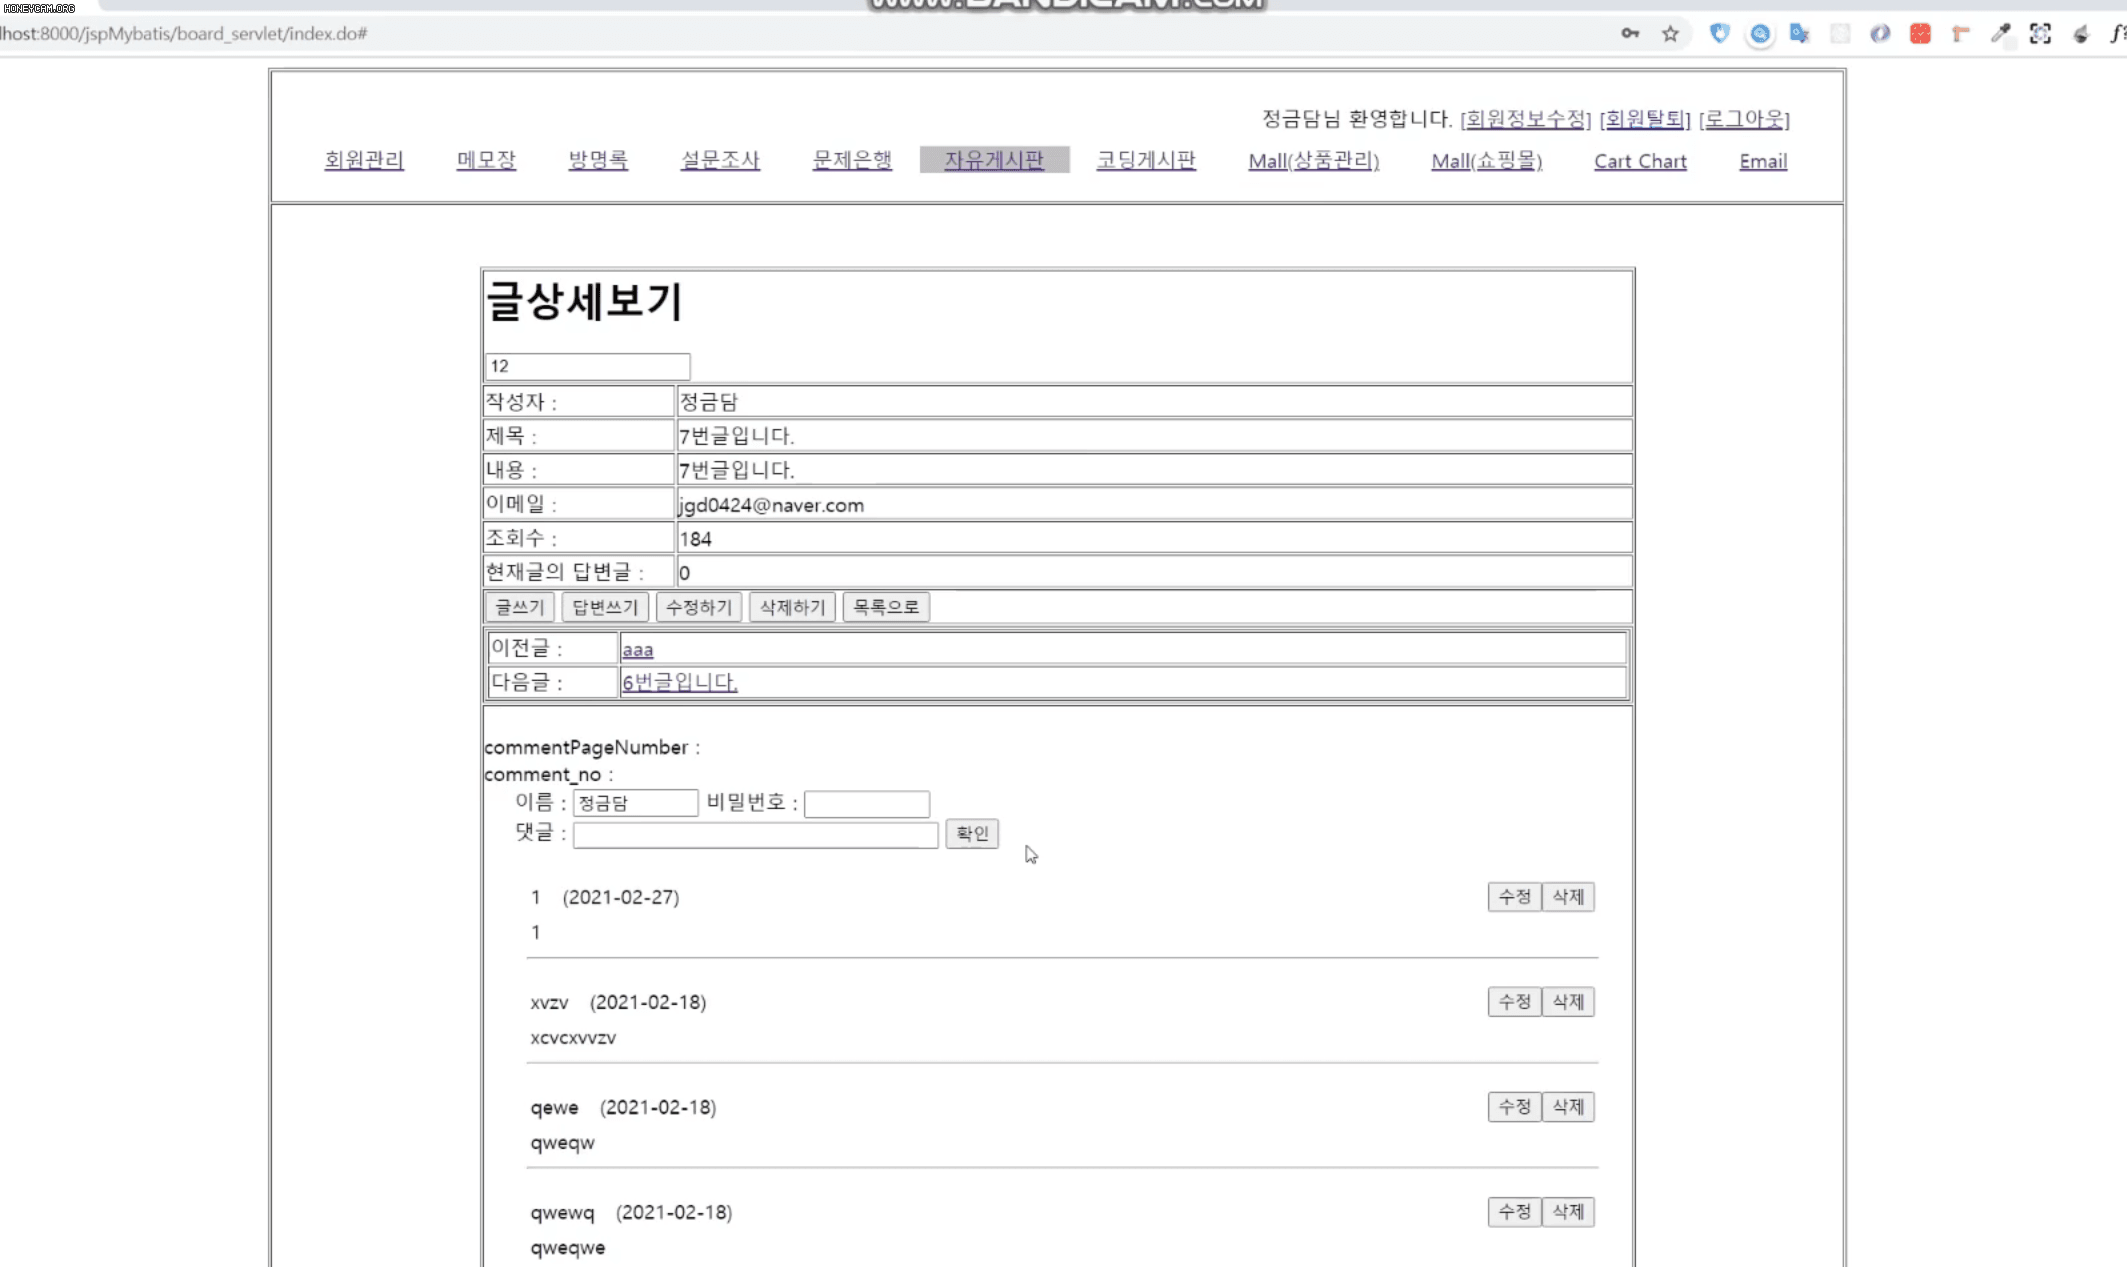 HONEYCAM.ORG
www.BANDICAM.com
lhost:8000/jspMybatis/board_servlet/index.do#
정금담님 환영합니다. [회원정보수정] [회원탈퇴] [로그아웃]
회원관리 메모장 방명록 설문조사 문제은행 자유게시판 코딩게시판 Mall(상품관리) Mall(쇼핑몰) Cart Chart Email
글상세보기
12
작성자 : 정금담
제목 : 7번글입니다.
내용 : 7번글입니다.
이메일 : jgd0424@naver.com
조회수 : 184
현재글의 답변글 : 0
글쓰기 답변쓰기 수정하기 삭제하기 목록으로
이전글 : aaa
다음글 : 6번글입니다.
commentPageNumber :
comment_no :
이름 : 정금담 비밀번호 :
댓글 : 확인
1 (2021-02-27) 수정 삭제
1
xvzv (2021-02-18) 수정 삭제
xcvcxvvzv
qewe (2021-02-18) 수정 삭제
qweqw
qwewq (2021-02-18) 수정 삭제
qweqwe